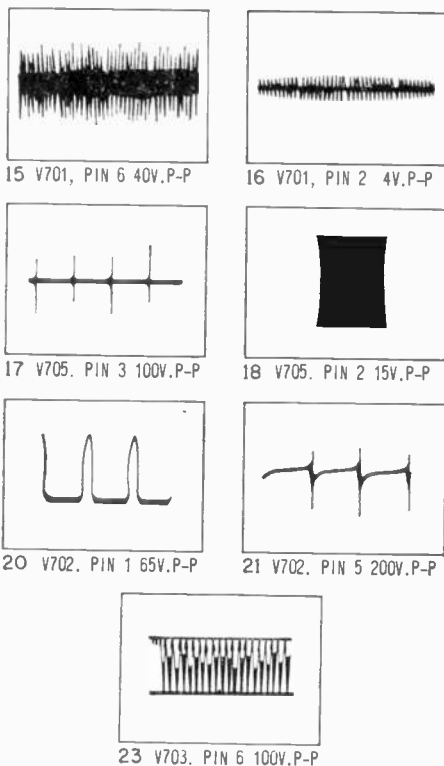 15 V701, PIN 6 40V.P-P
16 V701, PIN 2 4V.P-P
17 V705. PIN 3 100V.P-P
18 V705. PIN 2 15V.P-P
20 V702. PIN 1 65V.P-P
21 V702. PIN 5 200V.P-P
23 V703. PIN 6 100V.P-P